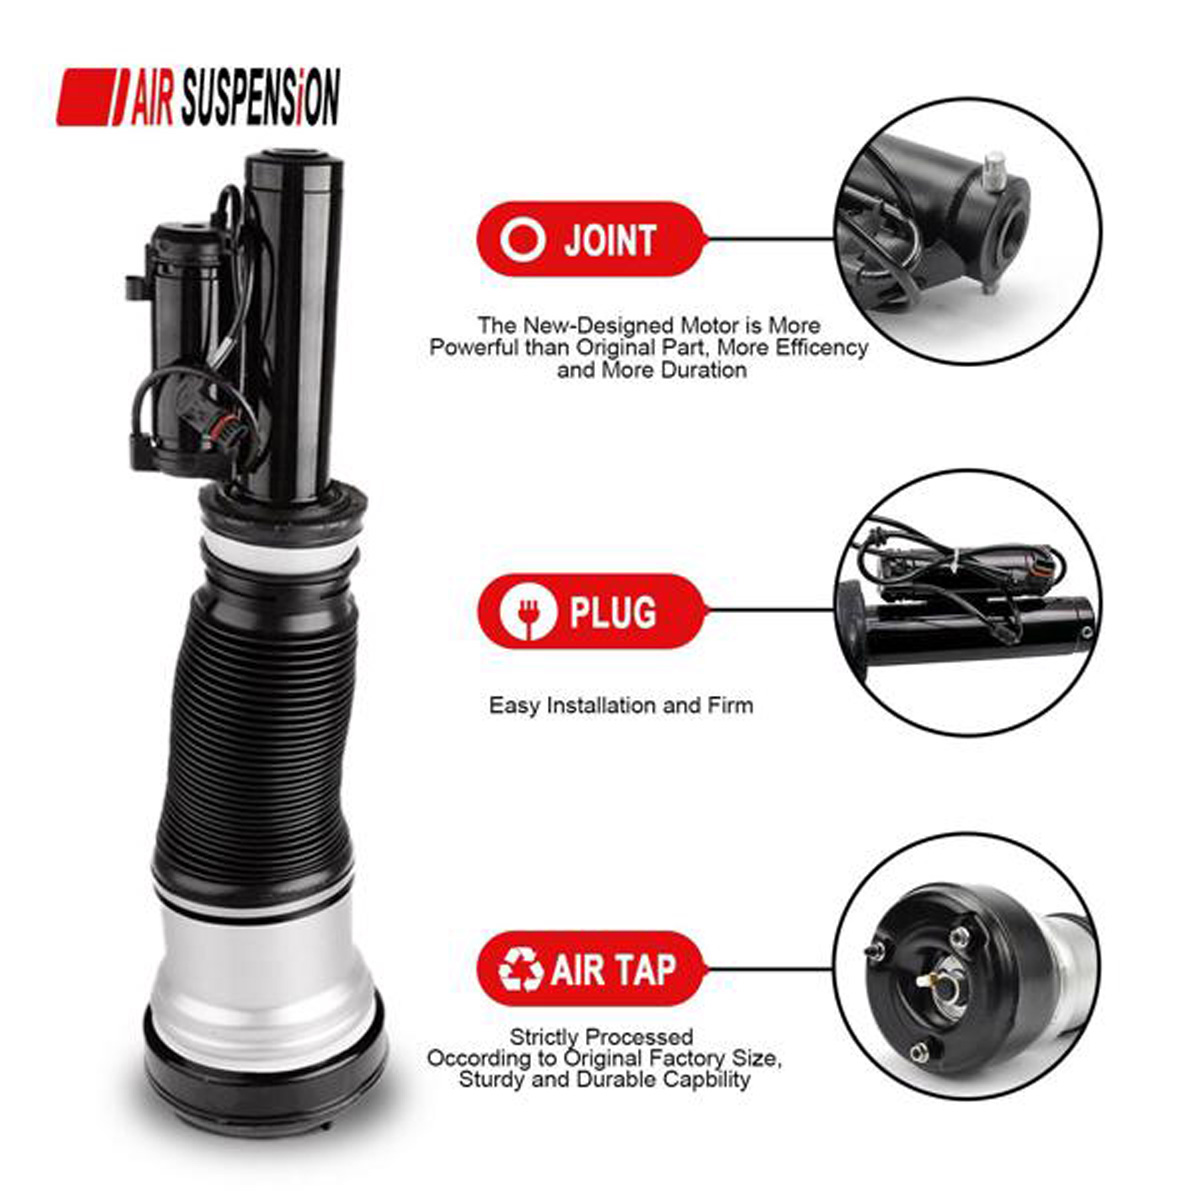 AIR SUSPENSiON
JOINT
The New-Designed Motor is More
Powerful than Original Part, More Efficency
and More Duration
PLUG
Easy Installation and Firm
AIR TAP
Strictly Processed
Occording to Original Factory Size,
Sturdy and Durable Capbility